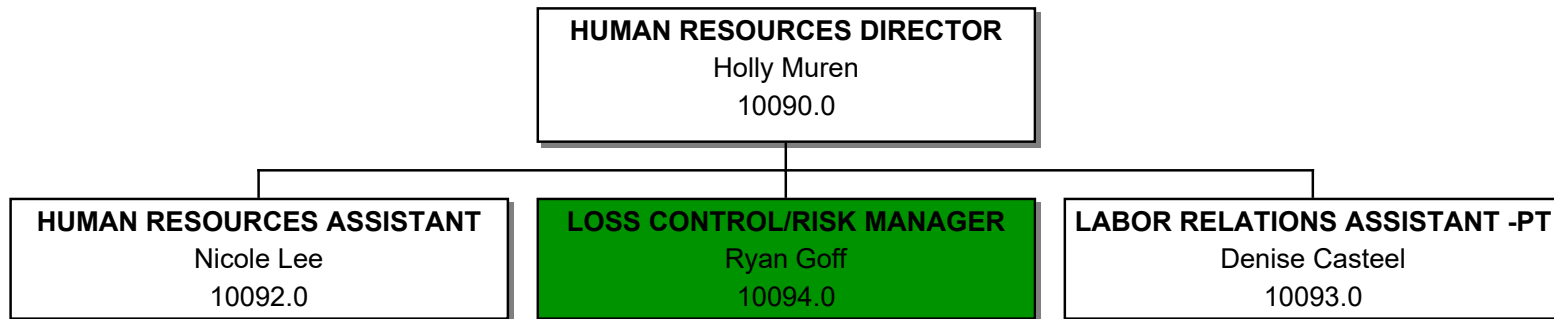 HUMAN RESOURCES DIRECTOR
Holly Muren
10090.0
HUMAN RESOURCES ASSISTANT
Nicole Lee
10092.0
LOSS CONTROL/RISK MANAGER
Ryan Goff
10094.0
LABOR RELATIONS ASSISTANT -PT
Denise Casteel
10093.0